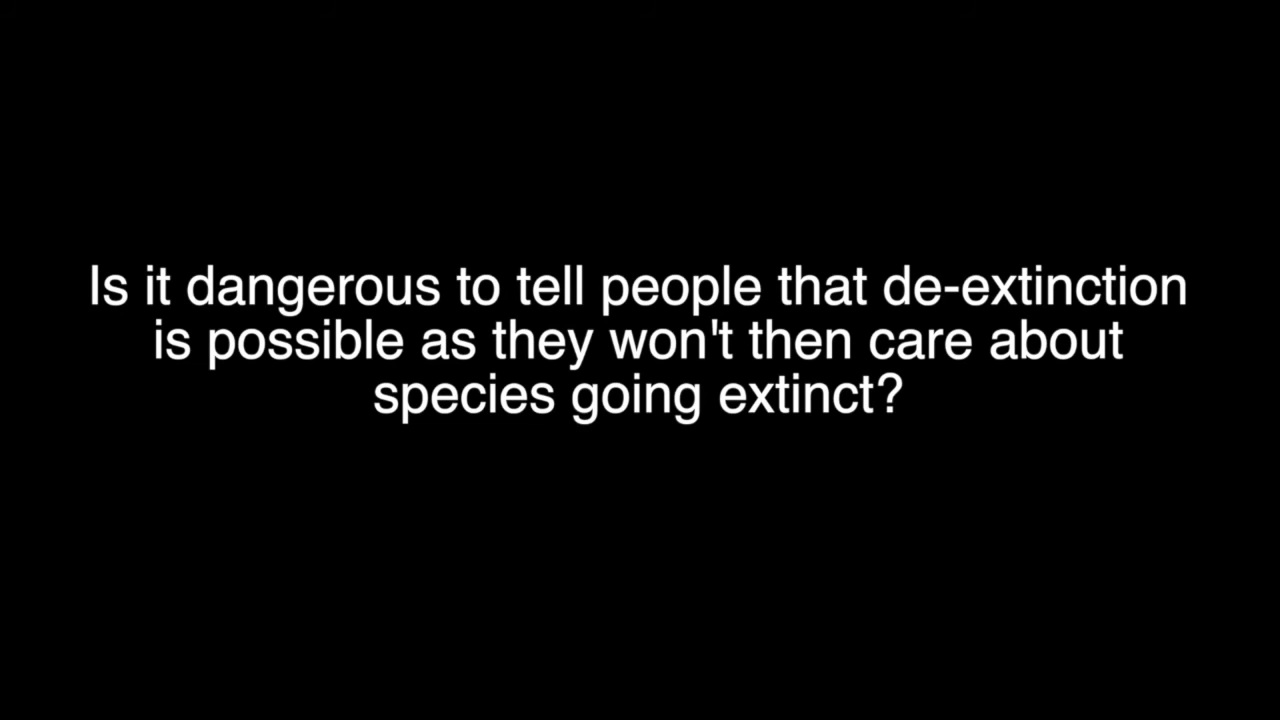 Is it dangerous to tell people that de-extinction
is possible as they won't then care about
species going extinct?